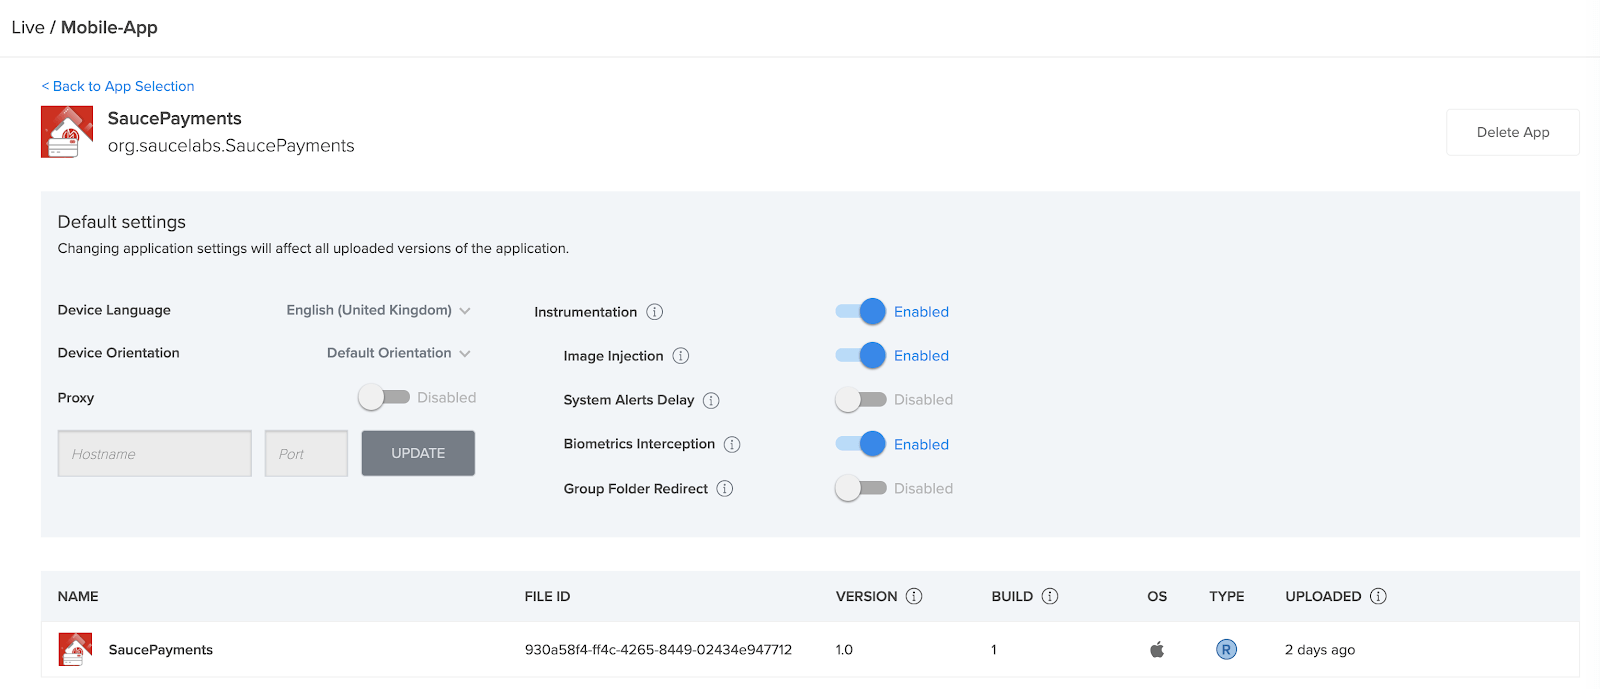 Live / Mobile-App
< Back to App Selection
SaucePayments
org.saucelabs.SaucePayments
Delete App
Default settings
Changing application settings will affect all uploaded versions of the application.
Device Language English (United Kingdom)
Device Orientation Default Orientation
Proxy Disabled
Hostname Port UPDATE
Instrumentation i Enabled
Image Injection i Enabled
System Alerts Delay i Disabled
Biometrics Interception i Enabled
Group Folder Redirect i Disabled
NAME FILE ID VERSION i BUILD i OS TYPE UPLOADED i
SaucePayments 930a58f4-ff4c-4265-8449-02434e947712 1.0 1 R 2 days ago